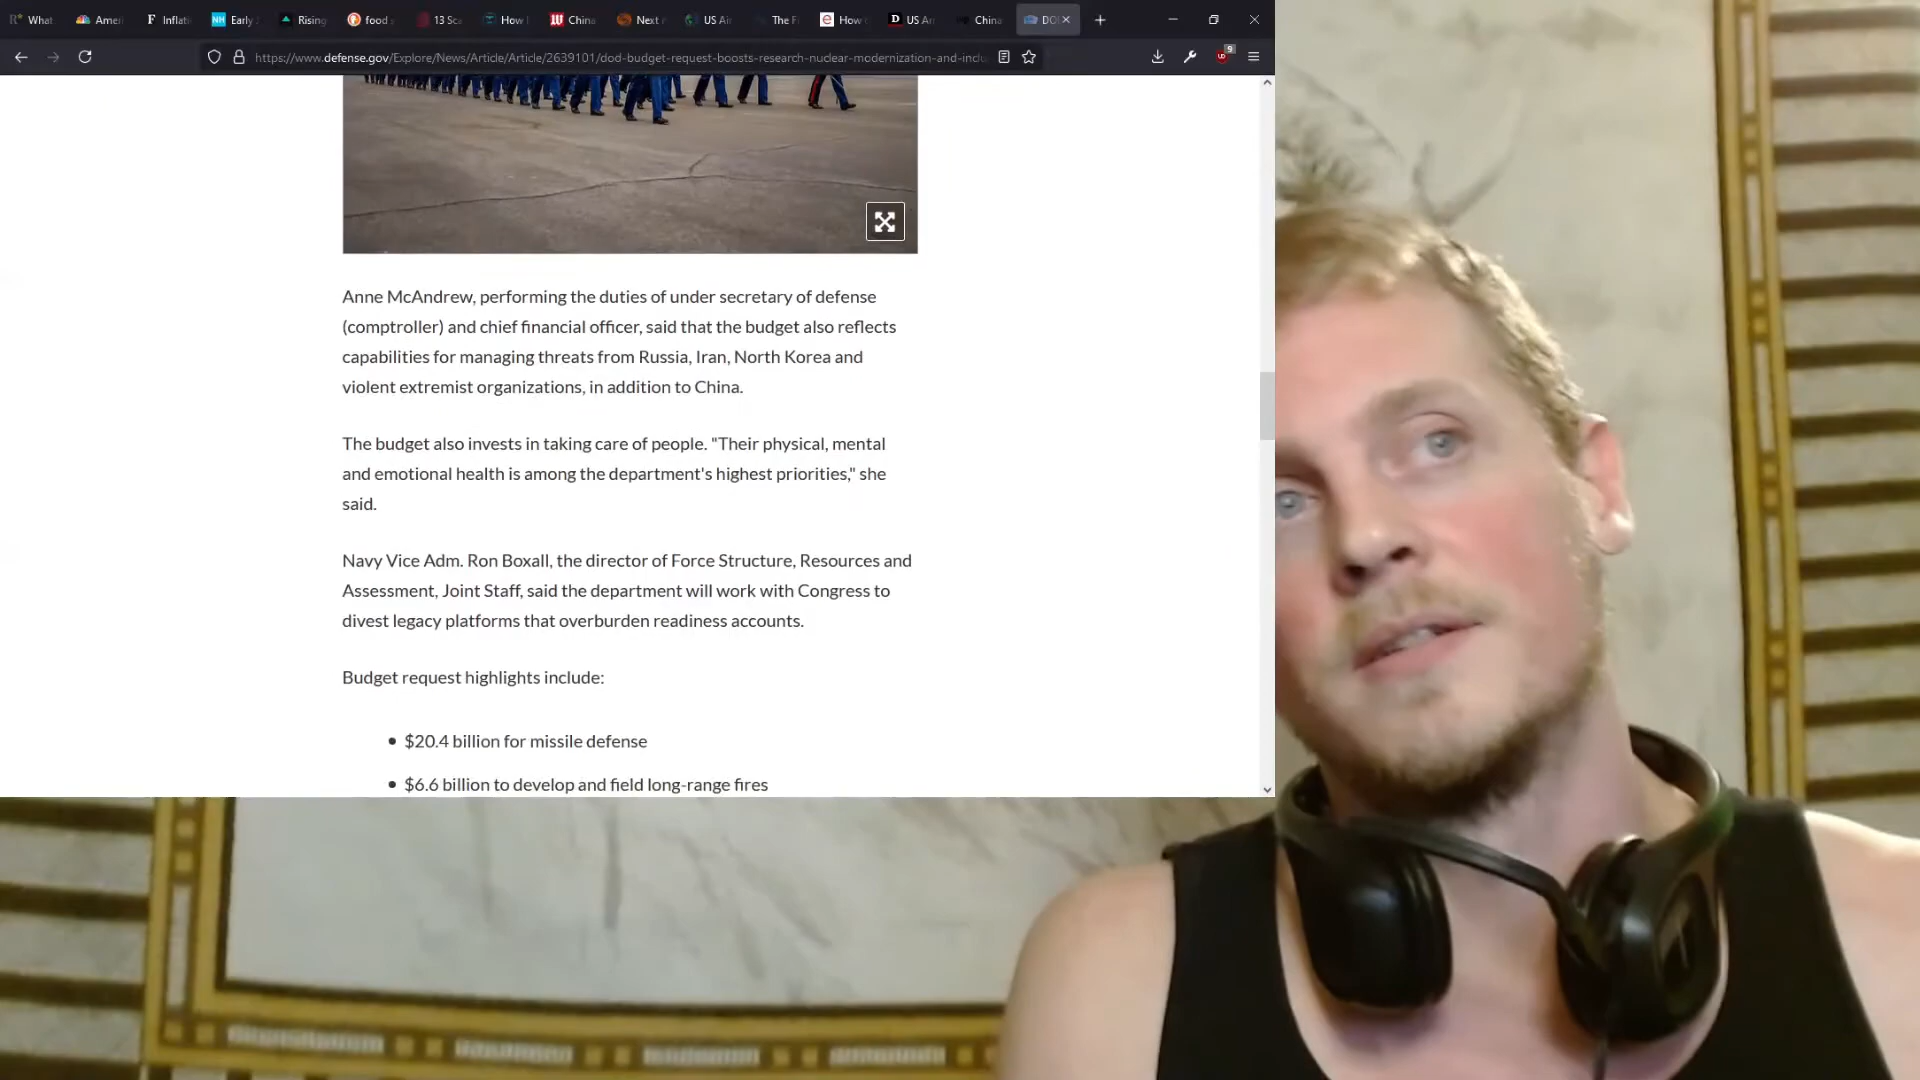 What
Ameri
Inflati
Early
Rising
food
13 Sca
How I
China
Next
US Air
The F
How
US Ar
China
DO
https://www.defense.gov/Explore/News/Article/Article/2639101/dod-budget-request-boosts-research-nuclear-modernization-and-inclu
9
Anne McAndrew, performing the duties of under secretary of defense
(comptroller) and chief financial officer, said that the budget also reflects
capabilities for managing threats from Russia, Iran, North Korea and
violent extremist organizations, in addition to China.
The budget also invests in taking care of people. "Their physical, mental
and emotional health is among the department's highest priorities," she
said.
Navy Vice Adm. Ron Boxall, the director of Force Structure, Resources and
Assessment, Joint Staff, said the department will work with Congress to
divest legacy platforms that overburden readiness accounts.
Budget request highlights include:
• $20.4 billion for missile defense
• $6.6 billion to develop and field long-range fires